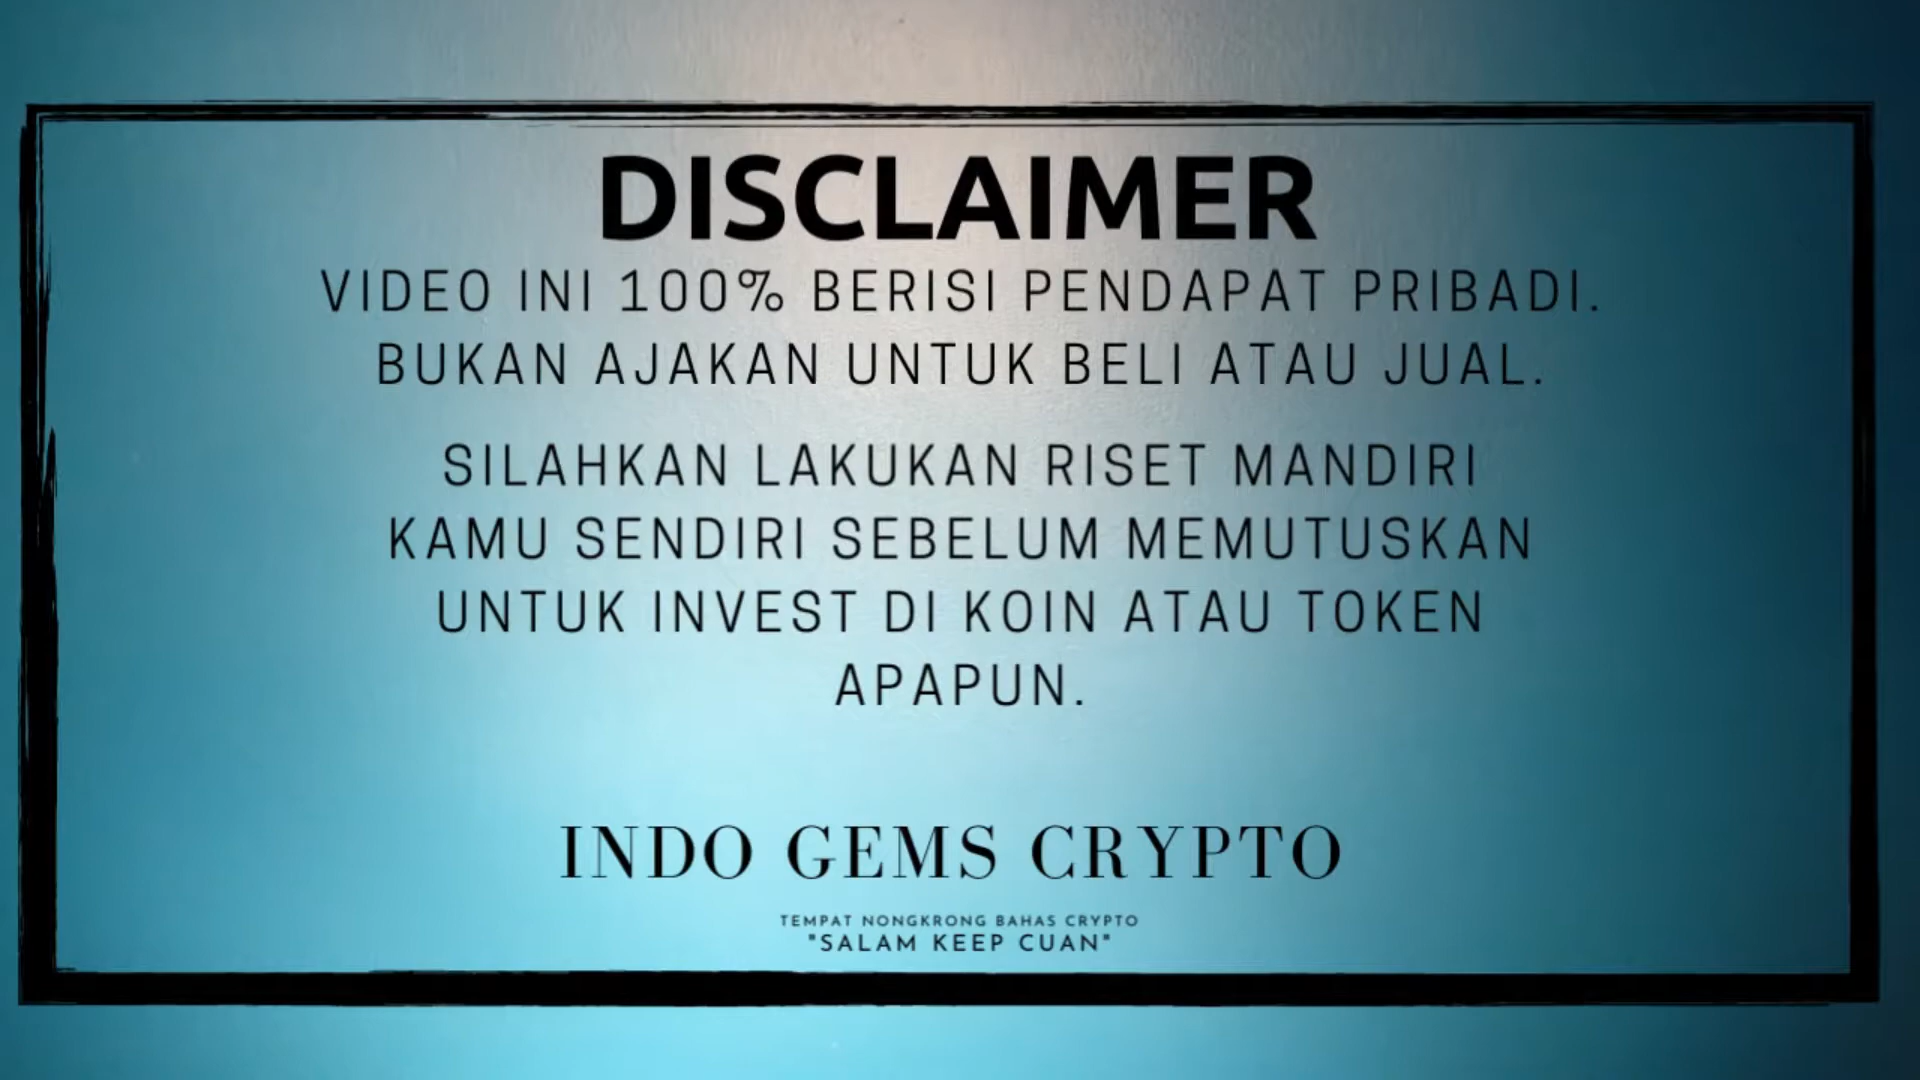 DISCLAIMER
VIDEO INI 100% BERISI PENDAPAT PRIBADI.
BUKAN AJAKAN UNTUK BELI ATAU JUAL.
SILAHKAN LAKUKAN RISET MANDIRI
KAMU SENDIRI SEBELUM MEMUTUSKAN
UNTUK INVEST DI KOIN ATAU TOKEN
APAPUN.
INDO GEMS CRYPTO
TEMPAT NONGKRONG BAHAS CRYPTO
"SALAM KEEP CUAN"